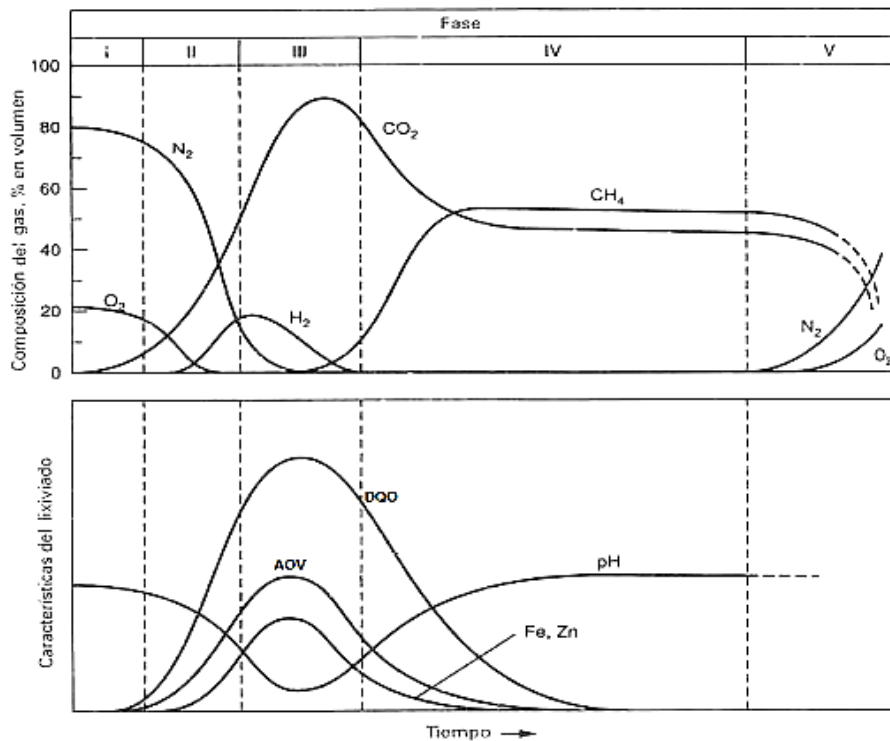 Fase
I II III IV V
Composición del gas, % en volumen
100
80
60
40
20
0
N₂
O₂
H₂
CO₂
CH₄
N₂
O₂
Características del lixiviado
DQO
AOV
pH
Fe, Zn
Tiempo →